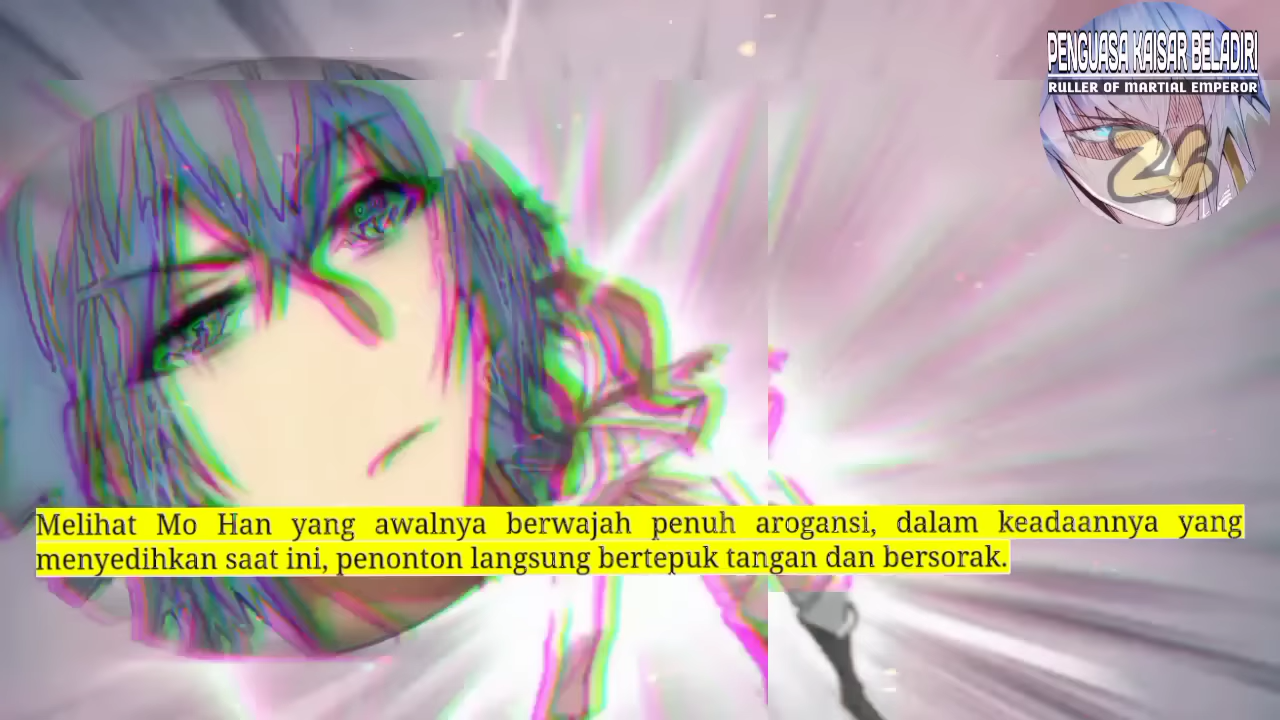 PENGUASA KAISAR BELADIRI
RULLER OF MARTIAL EMPEROR
26
Melihat Mo Han yang awalnya berwajah penuh arogansi, dalam keadaannya yang
menyedihkan saat ini, penonton langsung bertepuk tangan dan bersorak.